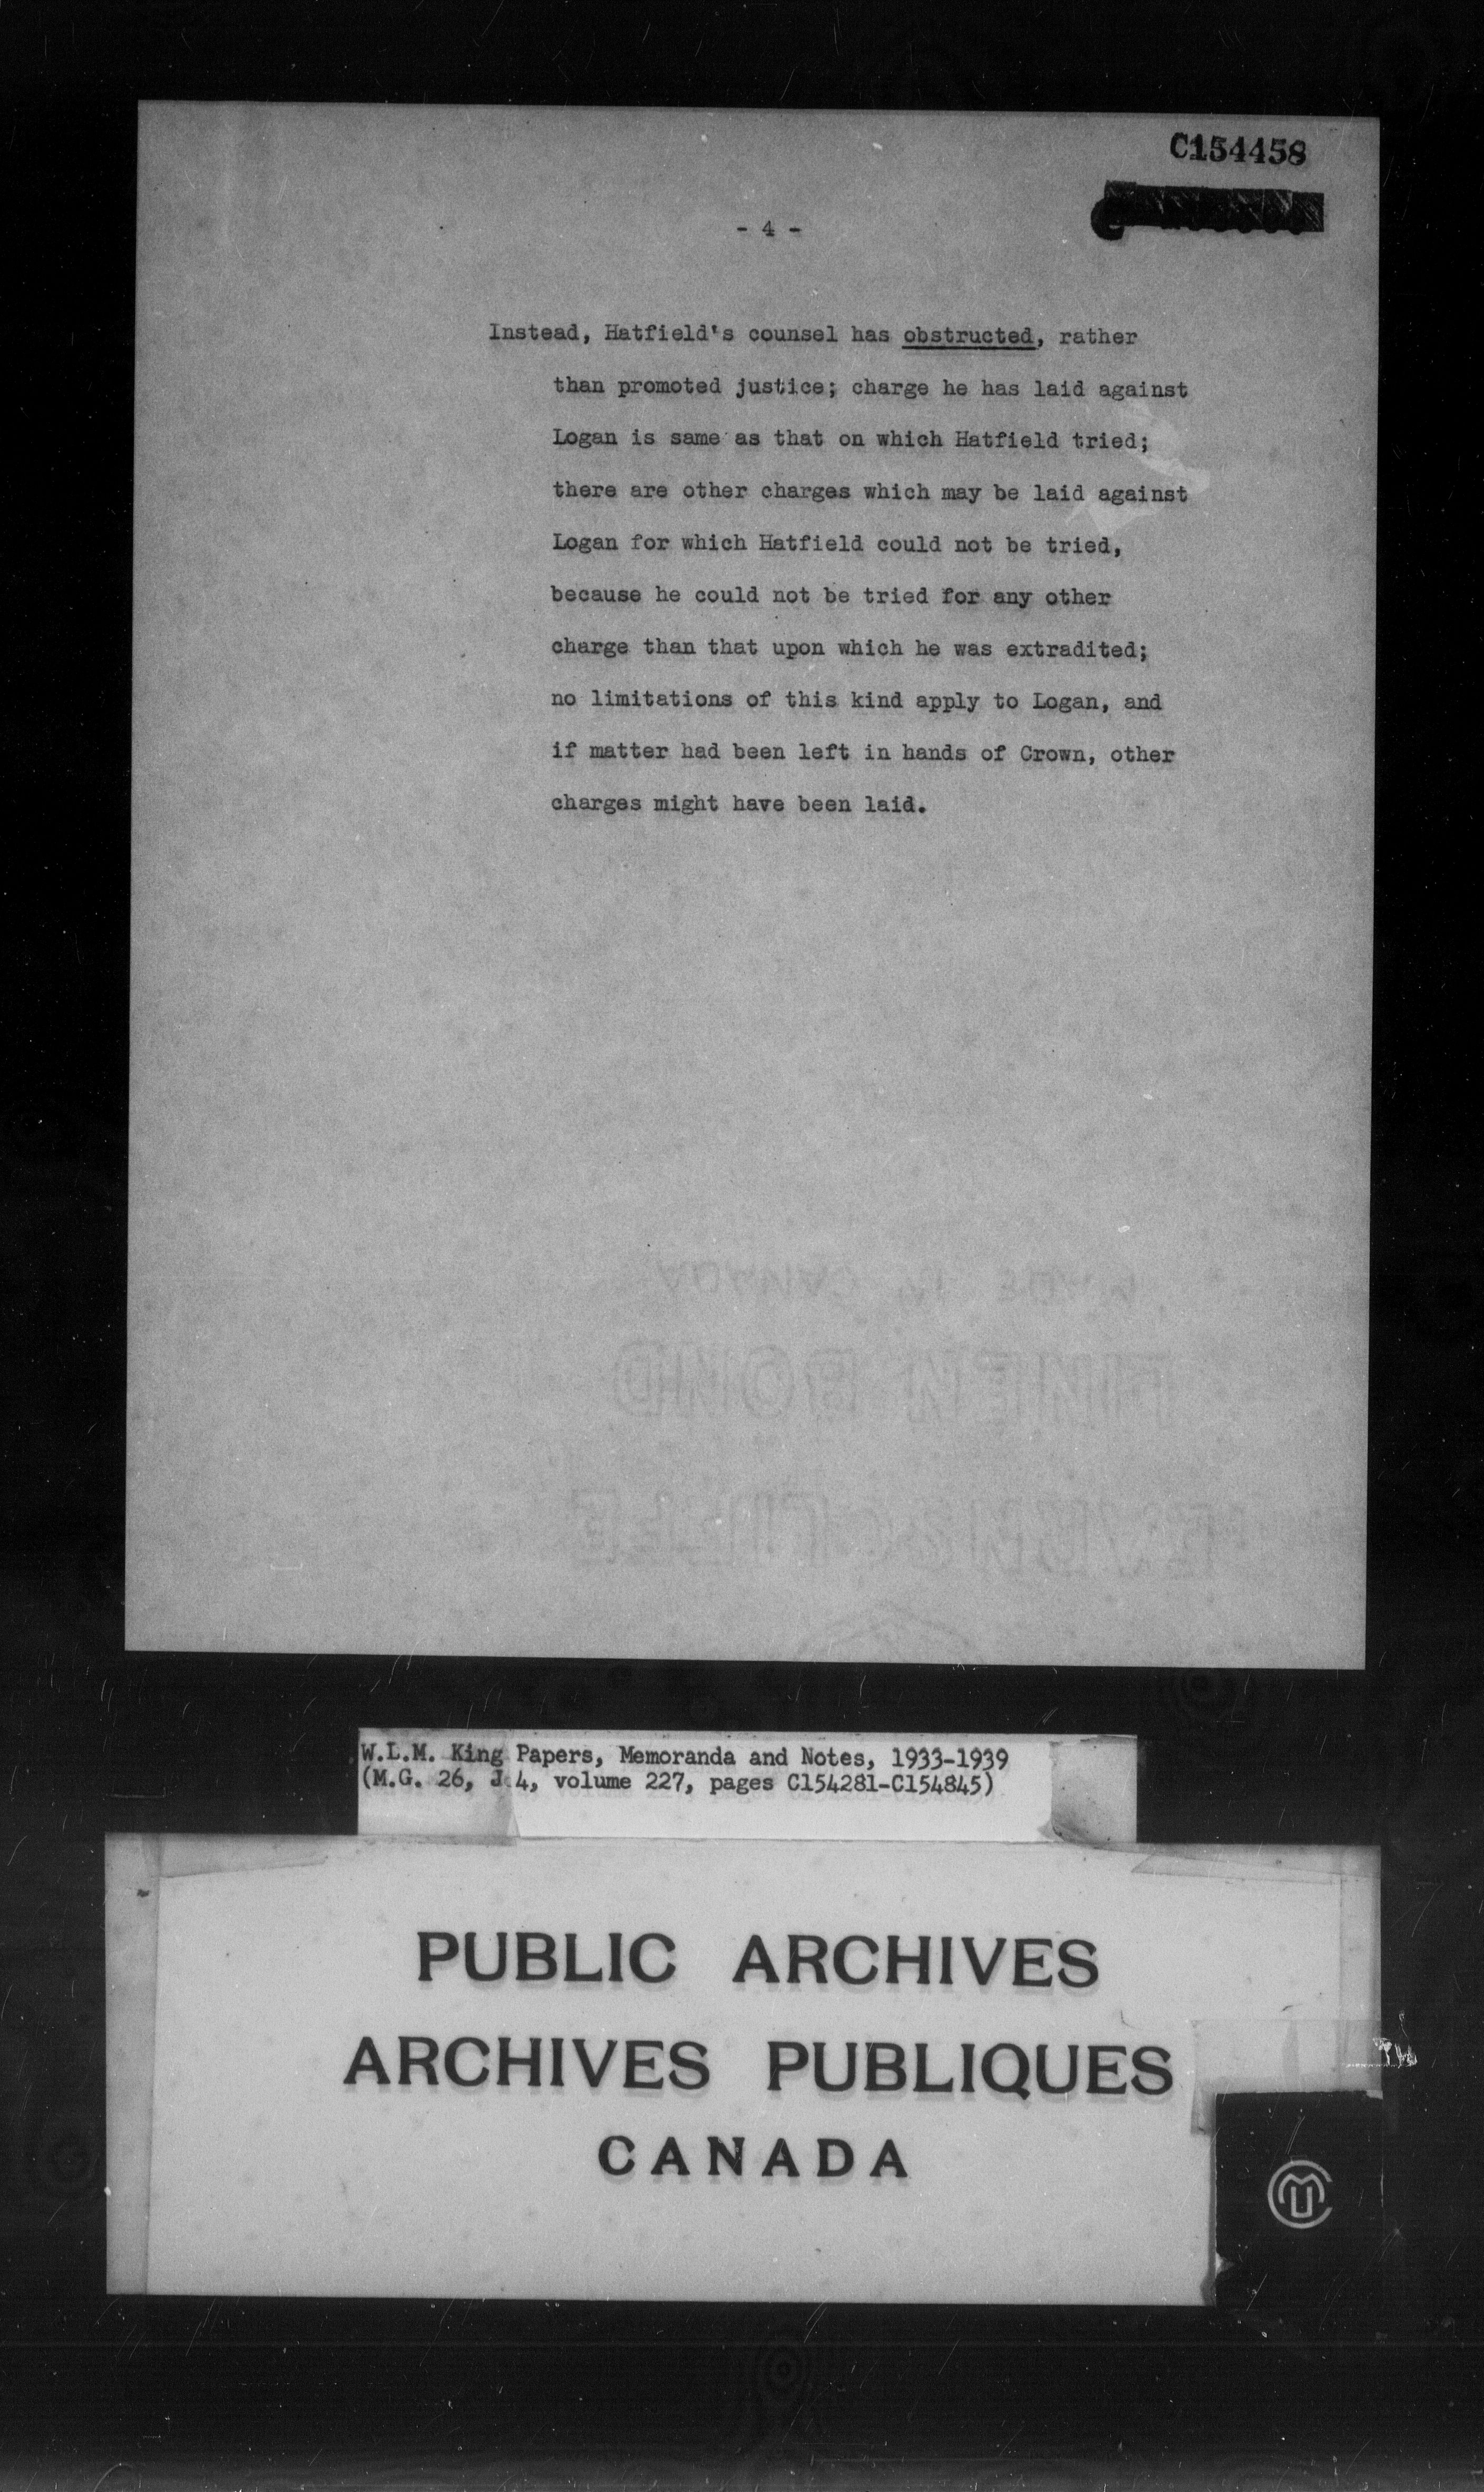 C154458
- 4 -
Instead, Hatfield's counsel has obstructed, rather
than promoted justice; charge he has laid against
Logan is same as that on which Hatfield tried;
there are other charges which may be laid against
Logan for which Hatfield could not be tried,
because he could not be tried for any other
charge than that upon which he was extradited;
no limitations of this kind apply to Logan, and
if matter had been left in hands of Crown, other
charges might have been laid.
W.L.M. King Papers, Memoranda and Notes, 1933-1939
(M.G. 26, J 4, volume 227, pages C154281-C154845)
PUBLIC ARCHIVES
ARCHIVES PUBLIQUES
CANADA